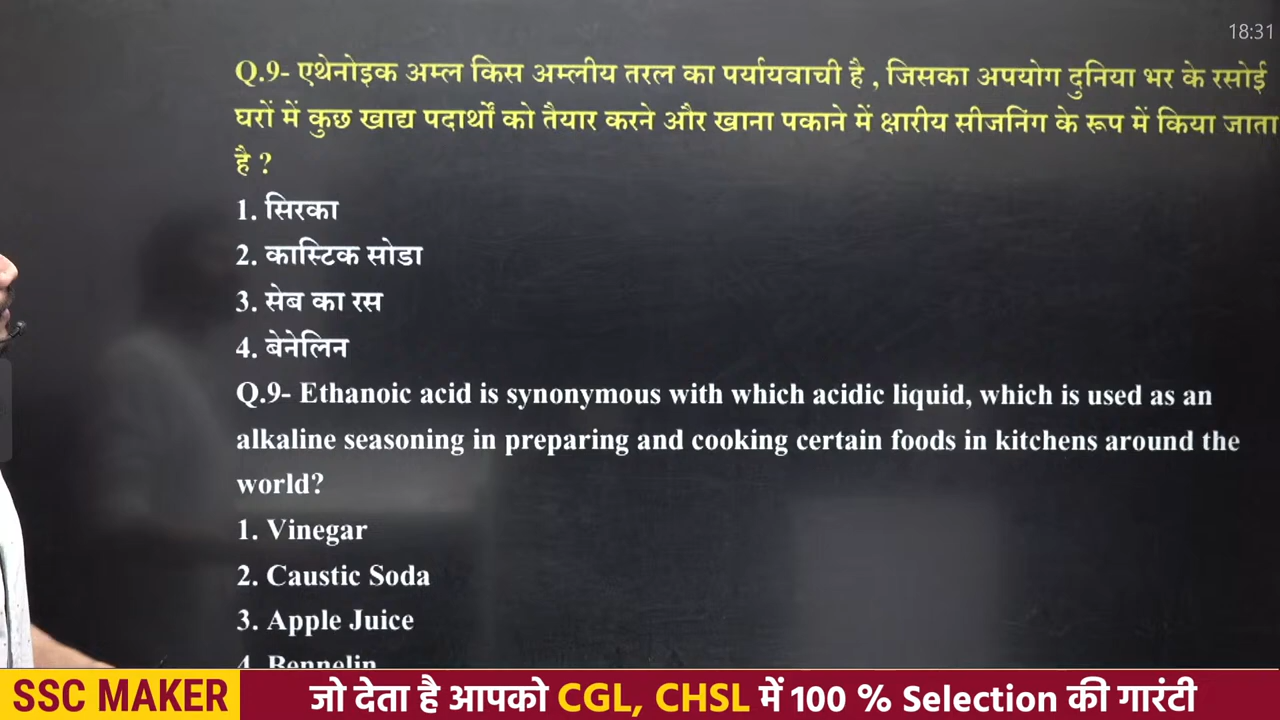 18:31
Q.9- एथेनोइक अम्ल किस अम्लीय तरल का पर्यायवाची है , जिसका अपयोग दुनिया भर के रसोई
घरों में कुछ खाद्य पदार्थों को तैयार करने और खाना पकाने में क्षारीय सीजनिंग के रूप में किया जाता
है ?
1. सिरका
2. कास्टिक सोडा
3. सेब का रस
4. बेनेलिन
Q.9- Ethanoic acid is synonymous with which acidic liquid, which is used as an
alkaline seasoning in preparing and cooking certain foods in kitchens around the
world?
1. Vinegar
2. Caustic Soda
3. Apple Juice
4. Bennelin
SSC MAKER जो देता है आपको CGL, CHSL में 100 % Selection की गारंटी